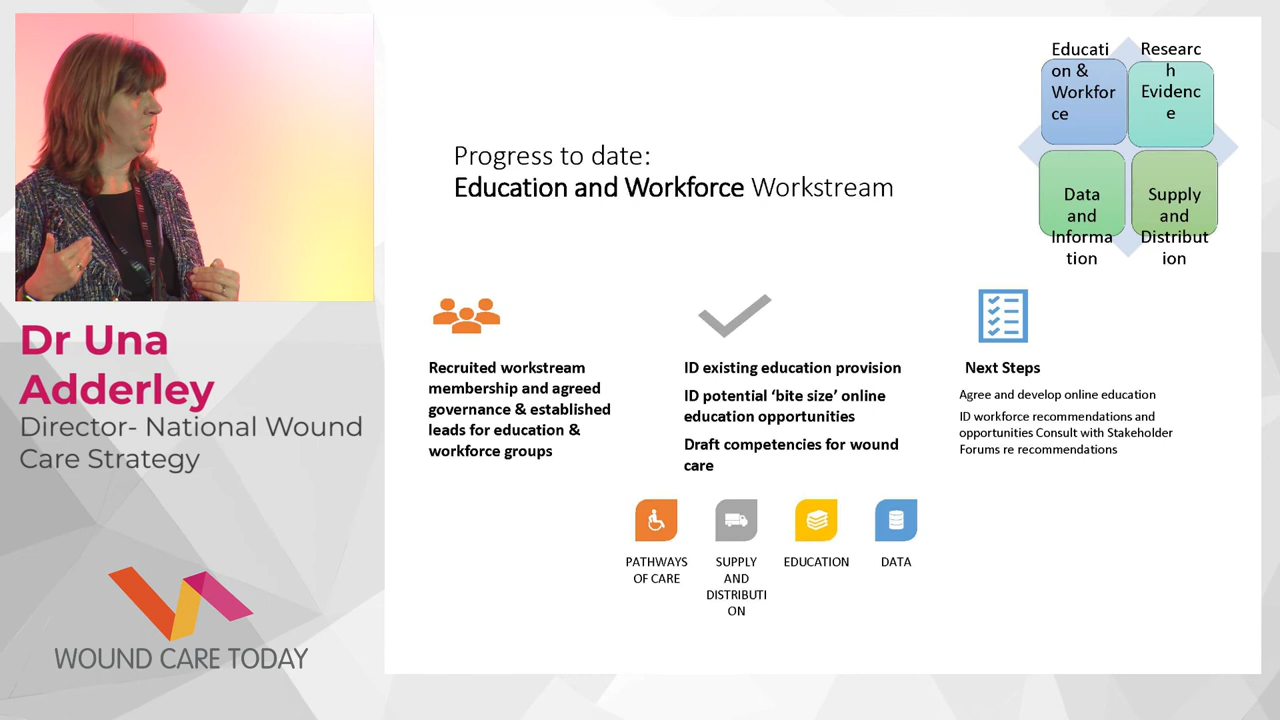 Dr Una
Adderley
Director- National Wound
Care Strategy
WOUND CARE TODAY
Progress to date:
Education and Workforce Workstream
Educati
on &
Workfor
ce
Researc
h
Evidenc
e
Data
and
Informa
tion
Supply
and
Distribut
ion
Recruited workstream
membership and agreed
governance & established
leads for education &
workforce groups
ID existing education provision
ID potential ‘bite size’ online
education opportunities
Draft competencies for wound
care
Next Steps
Agree and develop online education
ID workforce recommendations and
opportunities Consult with Stakeholder
Forums re recommendations
PATHWAYS
OF CARE
SUPPLY
AND
DISTRIBUTI
ON
EDUCATION
DATA